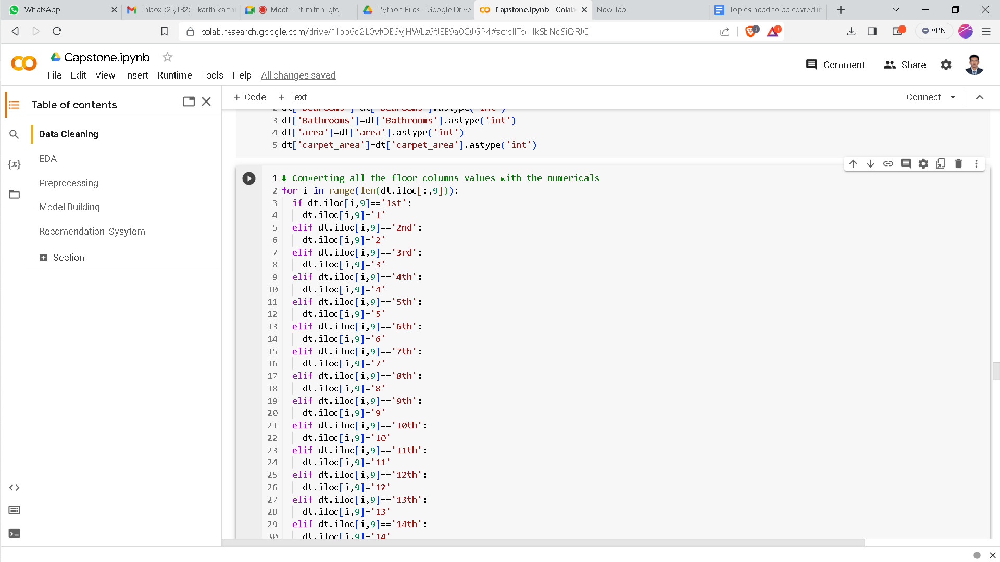 WhatsApp
Inbox (25,132) - karthikarthi
Meet - irt-mtnn-gtq
Python Files - Google Drive
Capstone.ipynb - Colab
New Tab
Topics need to be covred in
VPN
Capstone.ipynb
File Edit View Insert Runtime Tools Help All changes saved
Comment
Share
Table of contents
Data Cleaning
EDA
Preprocessing
Model Building
Recomendation_Sysytem
Section
+ Code + Text
Connect
2 dt['Bedrooms']=dt['Bedrooms'].astype('int')
3 dt['Bathrooms']=dt['Bathrooms'].astype('int')
4 dt['area']=dt['area'].astype('int')
5 dt['carpet_area']=dt['carpet_area'].astype('int')
1 # Converting all the floor columns values with the numericals
2 for i in range(len(dt.iloc[:,9])):
3 if dt.iloc[i,9]=='1st':
4 dt.iloc[i,9]='1'
5 elif dt.iloc[i,9]=='2nd':
6 dt.iloc[i,9]='2'
7 elif dt.iloc[i,9]=='3rd':
8 dt.iloc[i,9]='3'
9 elif dt.iloc[i,9]=='4th':
10 dt.iloc[i,9]='4'
11 elif dt.iloc[i,9]=='5th':
12 dt.iloc[i,9]='5'
13 elif dt.iloc[i,9]=='6th':
14 dt.iloc[i,9]='6'
15 elif dt.iloc[i,9]=='7th':
16 dt.iloc[i,9]='7'
17 elif dt.iloc[i,9]=='8th':
18 dt.iloc[i,9]='8'
19 elif dt.iloc[i,9]=='9th':
20 dt.iloc[i,9]='9'
21 elif dt.iloc[i,9]=='10th':
22 dt.iloc[i,9]='10'
23 elif dt.iloc[i,9]=='11th':
24 dt.iloc[i,9]='11'
25 elif dt.iloc[i,9]=='12th':
26 dt.iloc[i,9]='12'
27 elif dt.iloc[i,9]=='13th':
28 dt.iloc[i,9]='13'
29 elif dt.iloc[i,9]=='14th':
30 dt.iloc[i,9]='14'